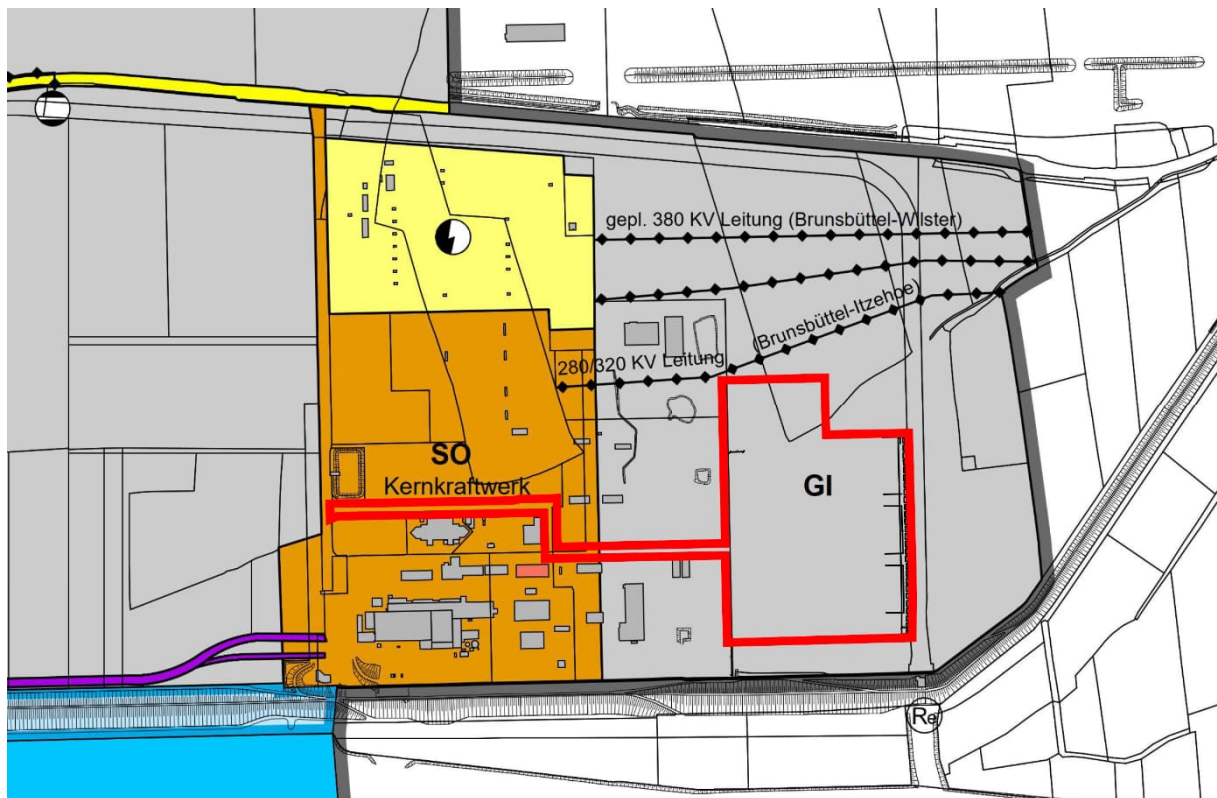 gepl. 380 KV Leitung (Brunsbüttel-Wilster)
(Brunsbüttel-Itzehoe)
280/320 KV Leitung
SO
Kernkraftwerk
GI
Re